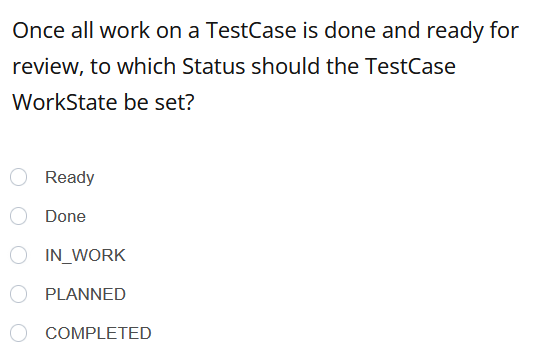 Once all work on a TestCase is done and ready for
review, to which Status should the TestCase
WorkState be set?
Ready
Done
IN_WORK
PLANNED
COMPLETED